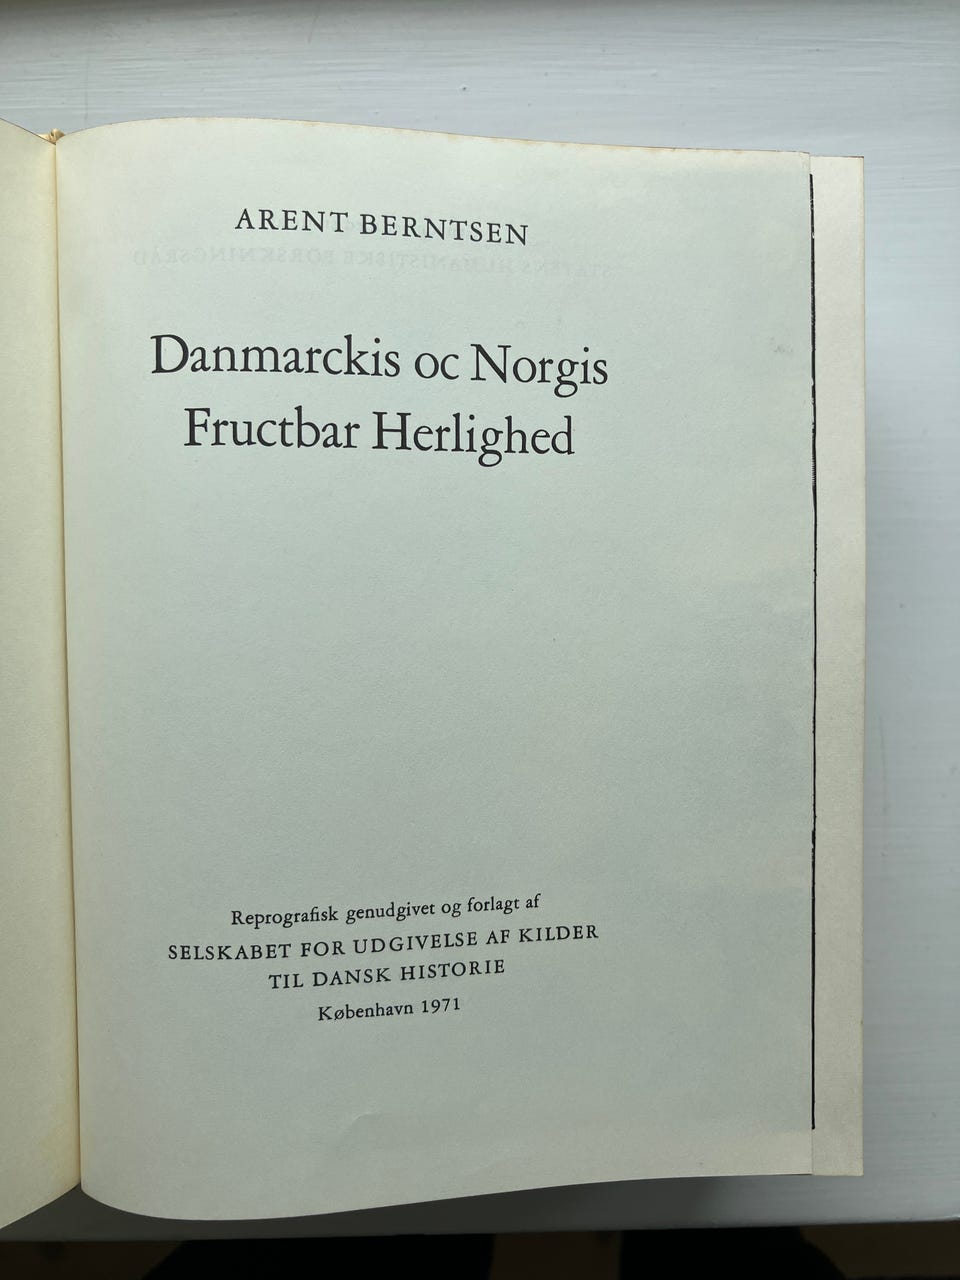 ARENT BERNTSEN
Danmarckis oc Norgis
Fructbar Herlighed
Reprografisk genudgivet og forlagt af
SELSKABET FOR UDGIVELSE AF KILDER
TIL DANSK HISTORIE
København 1971